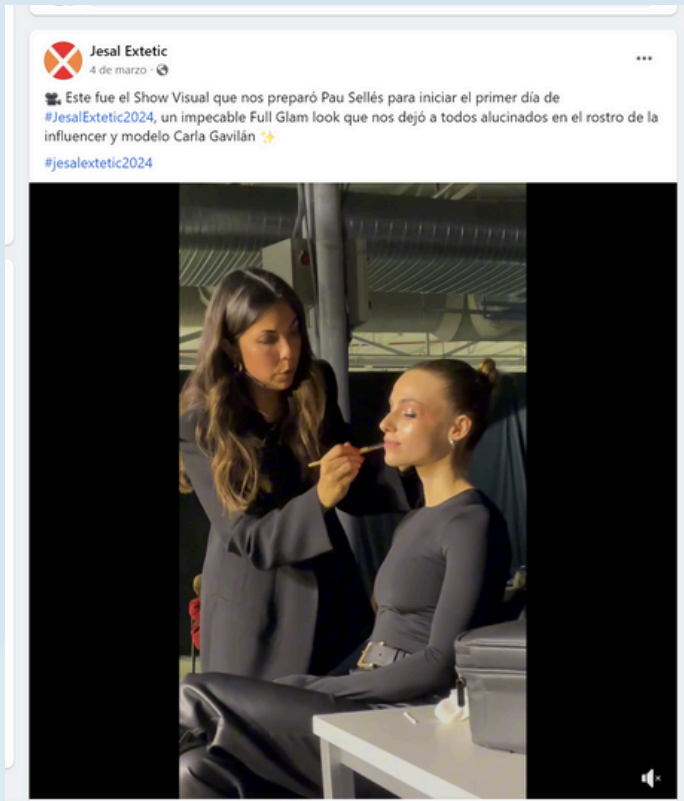 Jesal Extetic
4 de marzo ·
🎥 Este fue el Show Visual que nos preparó Pau Sellés para iniciar el primer día de
#JesalExtetic2024, un impecable Full Glam look que nos dejó a todos alucinados en el rostro de la
influencer y modelo Carla Gavilán ✨
#jesalextetic2024